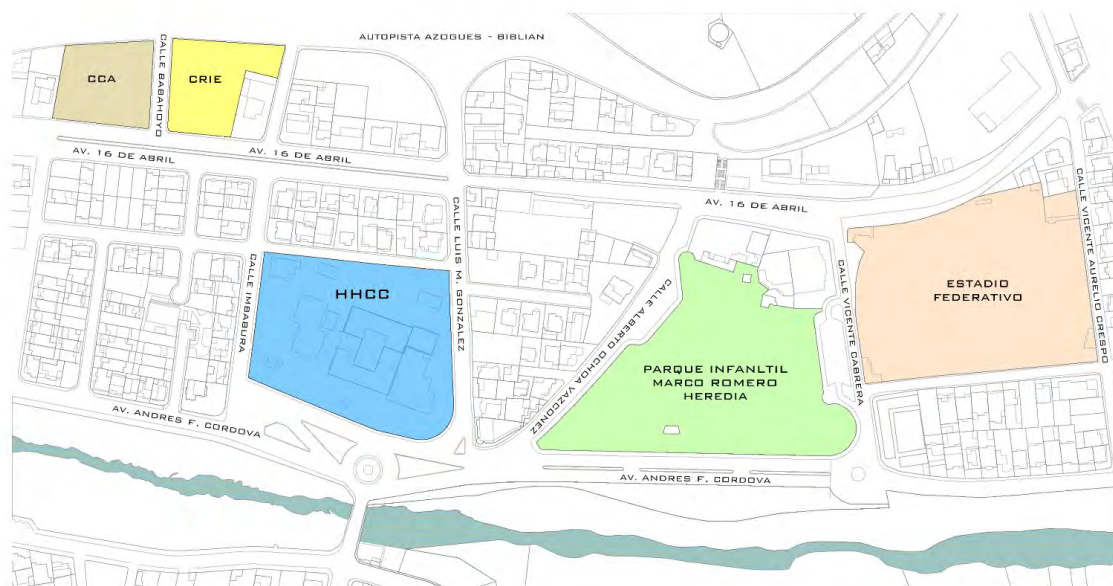 AUTOPISTA AZOGUES - BIBLIAN
CCA
CALLE BABAHOYO
CRIE
AV. 16 DE ABRIL
AV. 16 DE ABRIL
AV. 16 DE ABRIL
CALLE IMBABURA
HHCC
CALLE LUIS M. GONZALEZ
CALLE ALBERTO OCHOA VAZCONEZ
PARQUE INFANLTIL
MARCO ROMERO
HEREDIA
CALLE VICENTE CABRERA
ESTADIO
FEDERATIVO
CALLE VICENTE AURELIO CRESPO
AV. ANDRES F. CORDOVA
AV. ANDRES F. CORDOVA